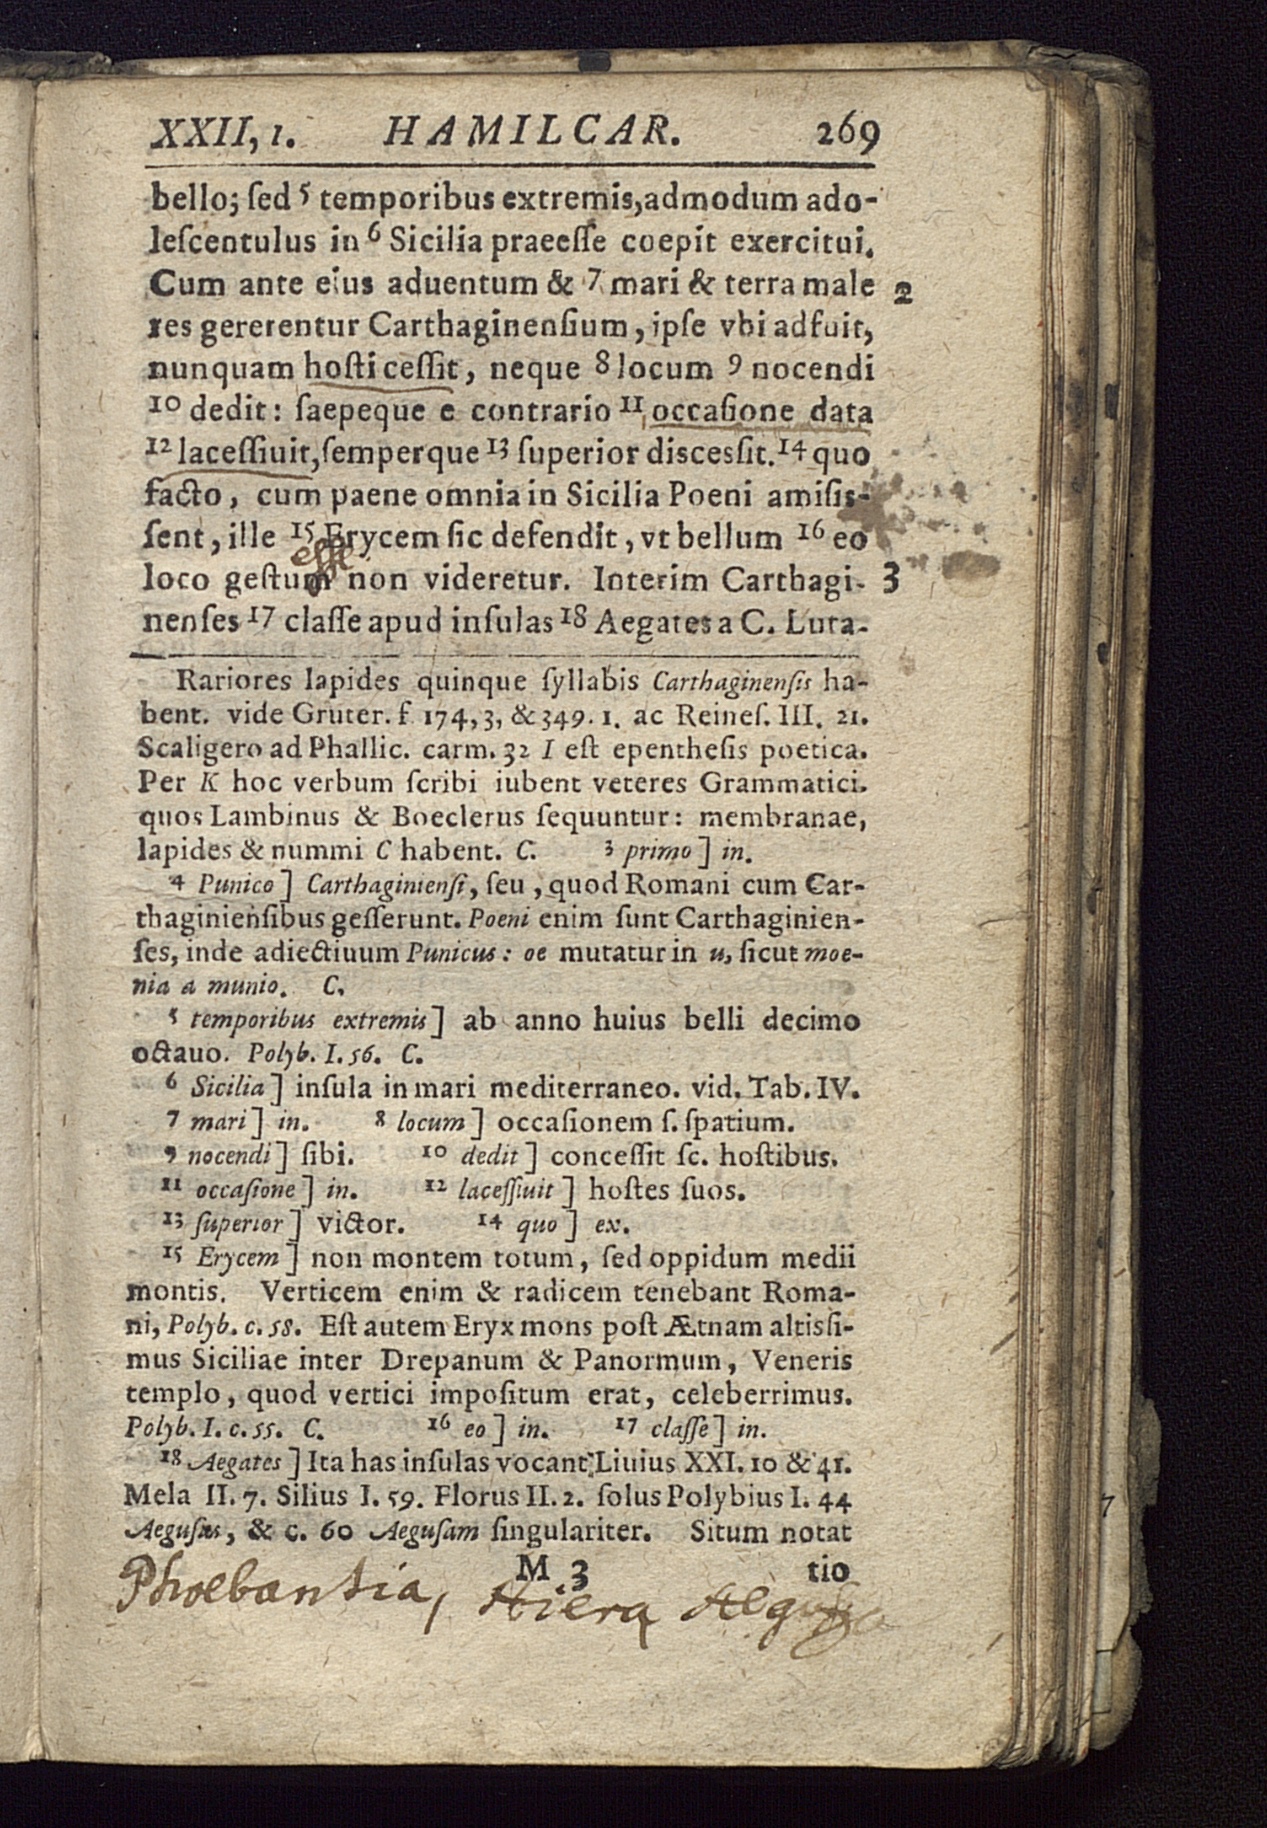 XXII, 1. HAMILCAR. 269
bello; ſed ⁵ temporibus extremis, admodum ado-
leſcentulus in ⁶ Sicilia praeeſſe coepit exercitui.
Cum ante eius aduentum & ⁷ mari & terra male 2
res gererentur Carthaginenſium, ipſe vbi adfuit,
nunquam hoſti ceſſit, neque ⁸ locum ⁹ nocendi
¹⁰ dedit: ſaepeque e contrario ¹¹ occaſione data
¹² laceſſiuit, ſemperque ¹³ ſuperior discesſit. ¹⁴ quo
facto, cum paene omnia in Sicilia Poeni amiſis-
ſent, ille ¹⁵ Erycem ſic defendit, vt bellum ¹⁶ eo
eſſe
loco geſtum non videretur. Interim Carthagi- 3
nenſes ¹⁷ claſſe apud inſulas ¹⁸ Aegates a C. Luta-
Rariores lapides quinque ſyllabis Carthaginenſis ha-
bent. vide Gruter. f 174, 3, & 349. 1. ac Reineſ. III. 21.
Scaligero ad Phallic. carm. 32 I eſt epentheſis poetica.
Per K hoc verbum ſcribi iubent veteres Grammatici.
quos Lambinus & Boeclerus ſequuntur: membranae,
lapides & nummi C habent. C. ³ primo] in.
⁴ Punico] Carthaginienſi, ſeu, quod Romani cum Car-
thaginienſibus geſſerunt. Poeni enim ſunt Carthaginien-
ſes, inde adiectiuum Punicus: oe mutatur in u, ſicut moe-
nia a munio. C.
⁵ temporibus extremis] ab anno huius belli decimo
octauo. Polyb. I. 56. C.
⁶ Sicilia] inſula in mari mediterraneo. vid. Tab. IV.
⁷ mari] in. ⁸ locum] occaſionem ſ. ſpatium.
⁹ nocendi] ſibi. ¹⁰ dedit] conceſſit ſc. hoſtibus.
¹¹ occaſione] in. ¹² laceſſiuit] hoſtes ſuos.
¹³ ſuperior] victor. ¹⁴ quo] ex.
¹⁵ Erycem] non montem totum, ſed oppidum medii
montis. Verticem enim & radicem tenebant Roma-
ni, Polyb. c. 58. Eſt autem Eryx mons poſt Ætnam altisſi-
mus Siciliae inter Drepanum & Panormum, Veneris
templo, quod vertici impoſitum erat, celeberrimus.
Polyb. I. c. 55. C. ¹⁶ eo] in. ¹⁷ claſſe] in.
¹⁸ Aegates] Ita has inſulas vocant Liuius XXI. 10 & 41.
Mela II. 7. Silius I. 59. Florus II. 2. ſolus Polybius I. 44
Aeguſas, & c. 60 Aeguſam ſingulariter. Situm notat
M 3 tio
Phoebantia, Hiera Aeguſa
7